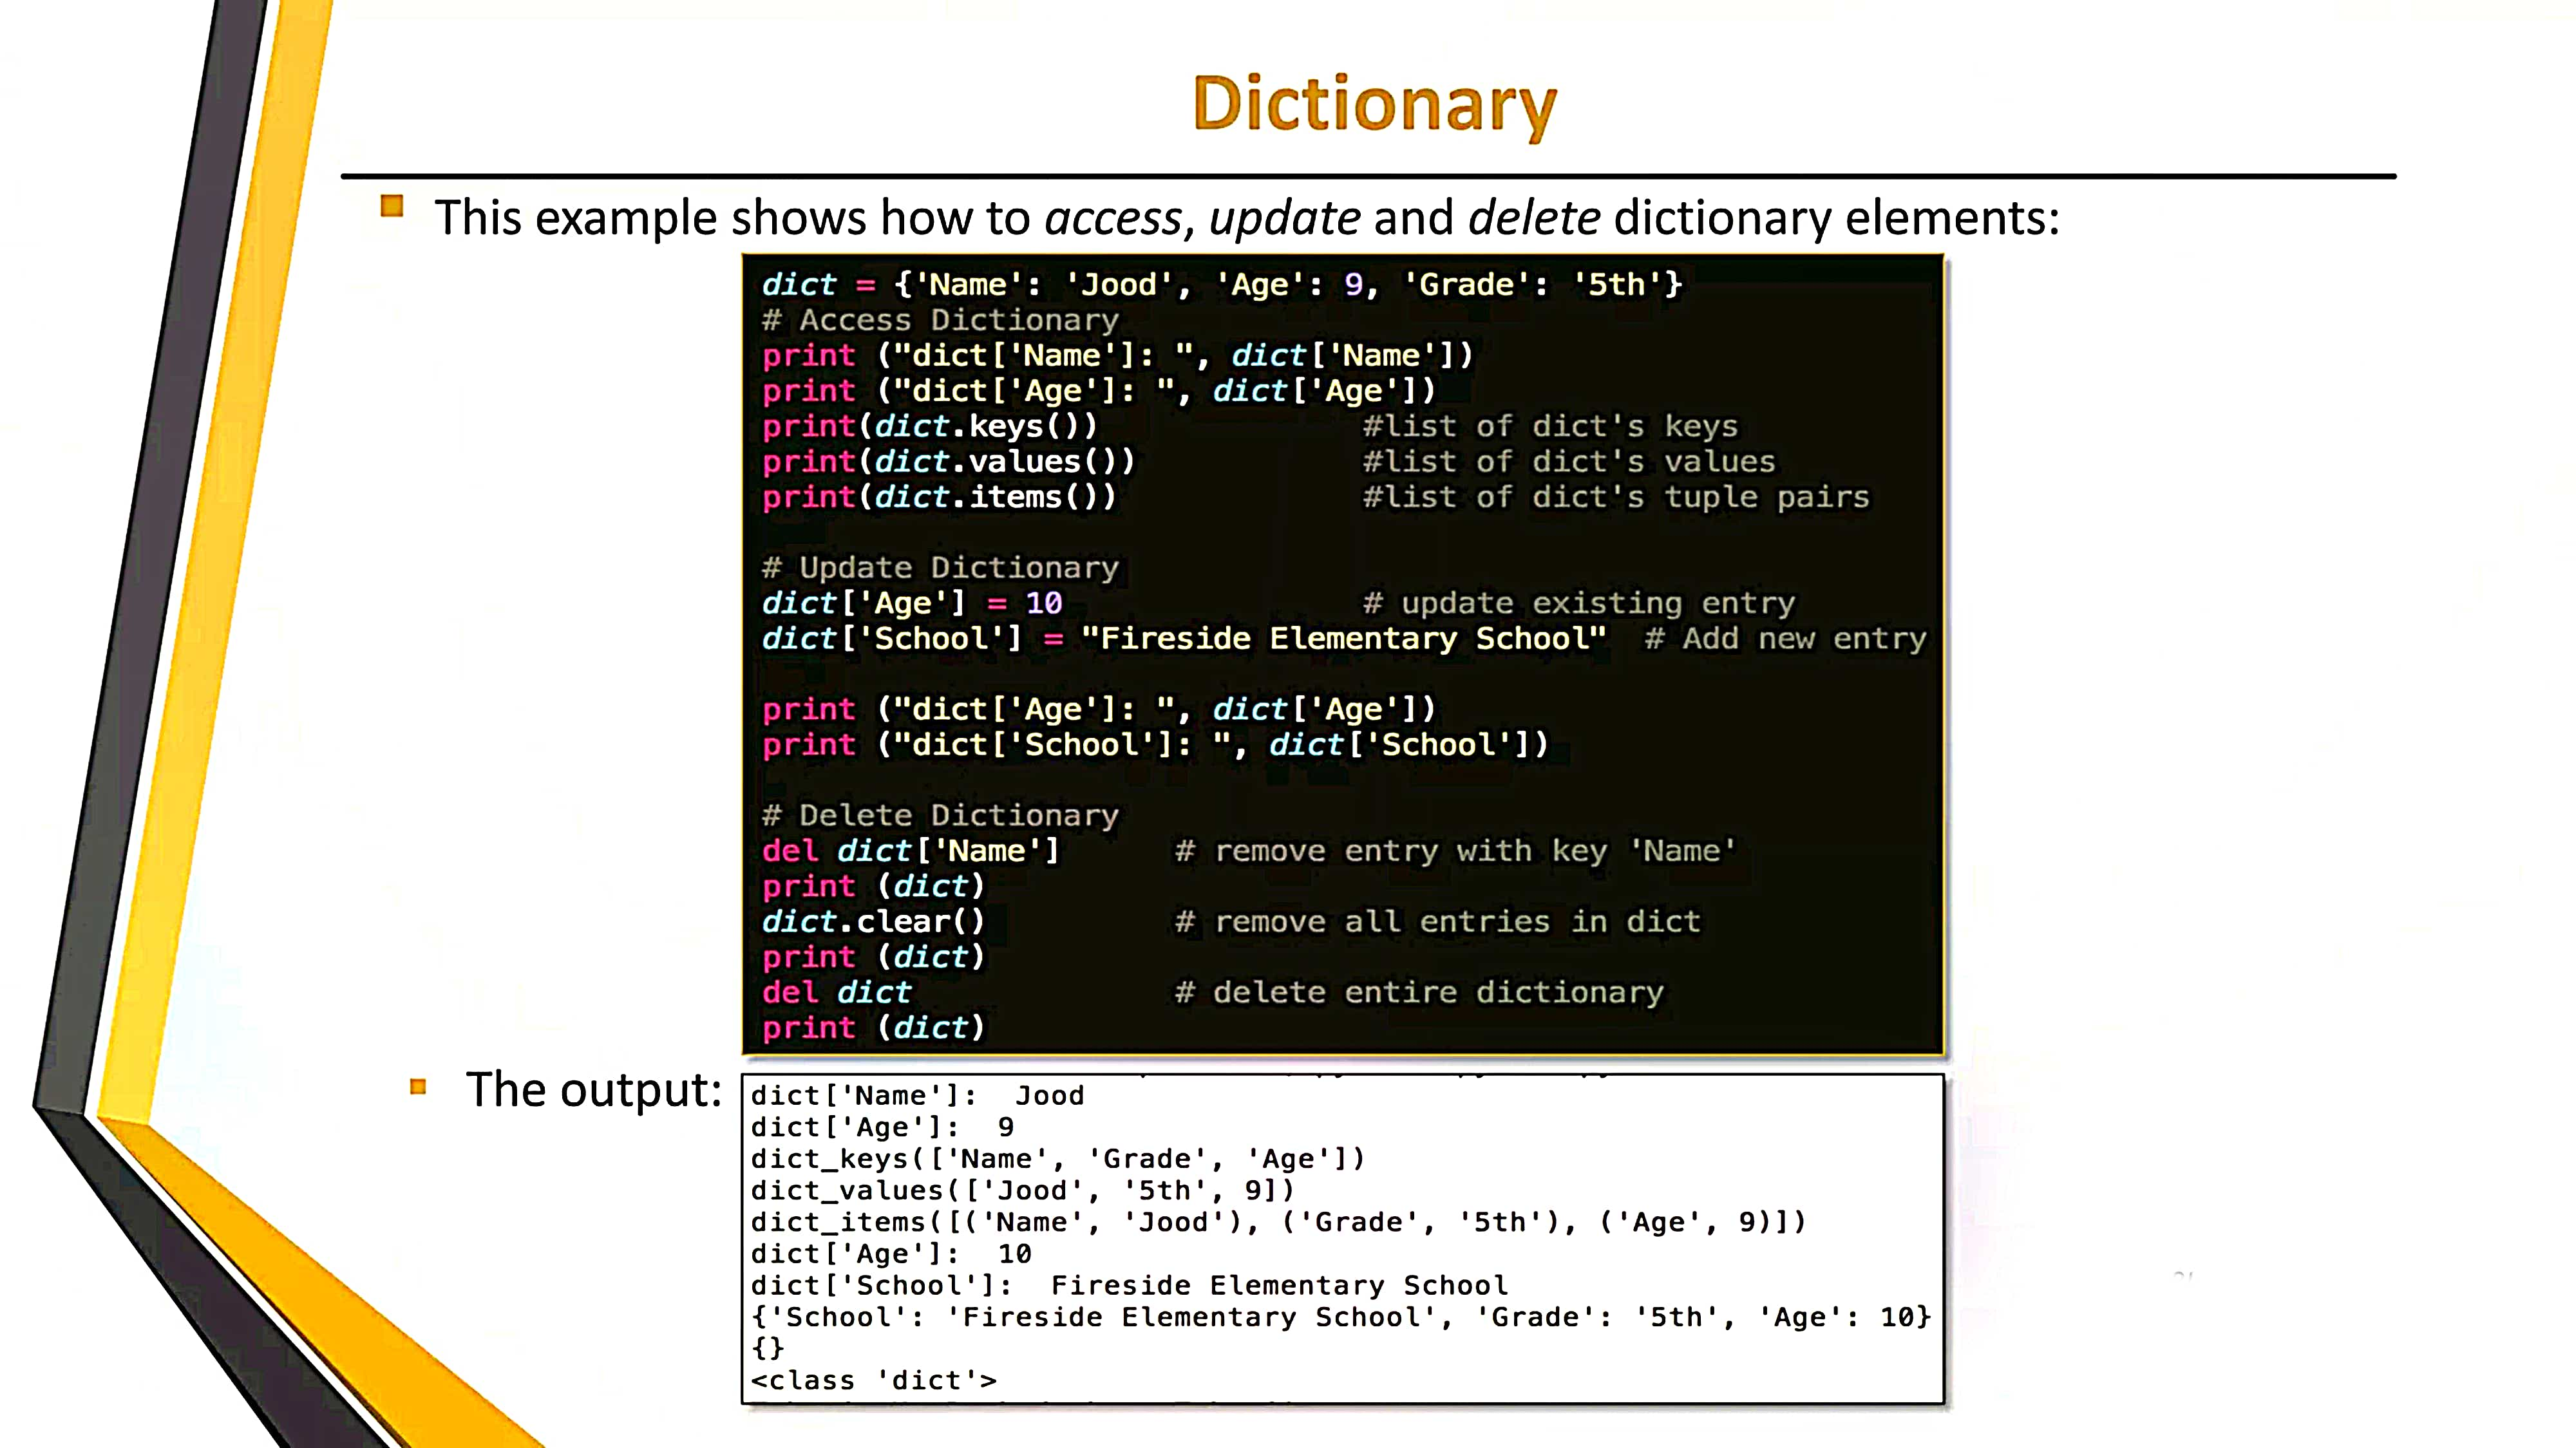 Dictionary
This example shows how to access, update and delete dictionary elements:
dict = {'Name': 'Jood', 'Age': 9, 'Grade': '5th'}
# Access Dictionary
print ("dict['Name']: ", dict['Name'])
print ("dict['Age']: ", dict['Age'])
print(dict.keys())              #list of dict's keys
print(dict.values())            #list of dict's values
print(dict.items())             #list of dict's tuple pairs
# Update Dictionary
dict['Age'] = 10                # update existing entry
dict['School'] = "Fireside Elementary School"  # Add new entry
print ("dict['Age']: ", dict['Age'])
print ("dict['School']: ", dict['School'])
# Delete Dictionary
del dict['Name']      # remove entry with key 'Name'
print (dict)
dict.clear()          # remove all entries in dict
print (dict)
del dict              # delete entire dictionary
print (dict)
The output:
dict['Name']:  Jood
dict['Age']:  9
dict_keys(['Name', 'Grade', 'Age'])
dict_values(['Jood', '5th', 9])
dict_items([('Name', 'Jood'), ('Grade', '5th'), ('Age', 9)])
dict['Age']:  10
dict['School']:  Fireside Elementary School
{'School': 'Fireside Elementary School', 'Grade': '5th', 'Age': 10}
{}
<class 'dict'>